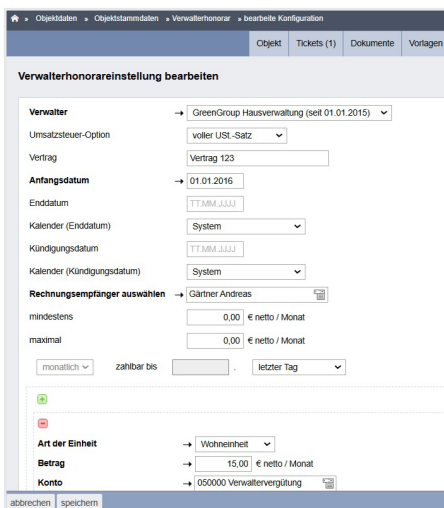 » Objektdaten » Objektstammdaten » Verwalterhonorar » bearbeite Konfiguration
Objekt Tickets (1) Dokumente Vorlagen
Verwalterhonorareinstellung bearbeiten
Verwalter → GreenGroup Hausverwaltung (seit 01.01.2015)
Umsatzsteuer-Option voller USt.-Satz
Vertrag Vertrag 123
Anfangsdatum → 01.01.2016
Enddatum TT.MM.JJJJ
Kalender (Enddatum) System
Kündigungsdatum TT.MM.JJJJ
Kalender (Kündigungsdatum) System
Rechnungsempfänger auswählen → Gärtner Andreas
mindestens 0,00 € netto / Monat
maximal 0,00 € netto / Monat
monatlich zahlbar bis . letzter Tag
Art der Einheit → Wohneinheit
Betrag → 15,00 € netto / Monat
Konto → 050000 Verwaltervergütung
abbrechen speichern